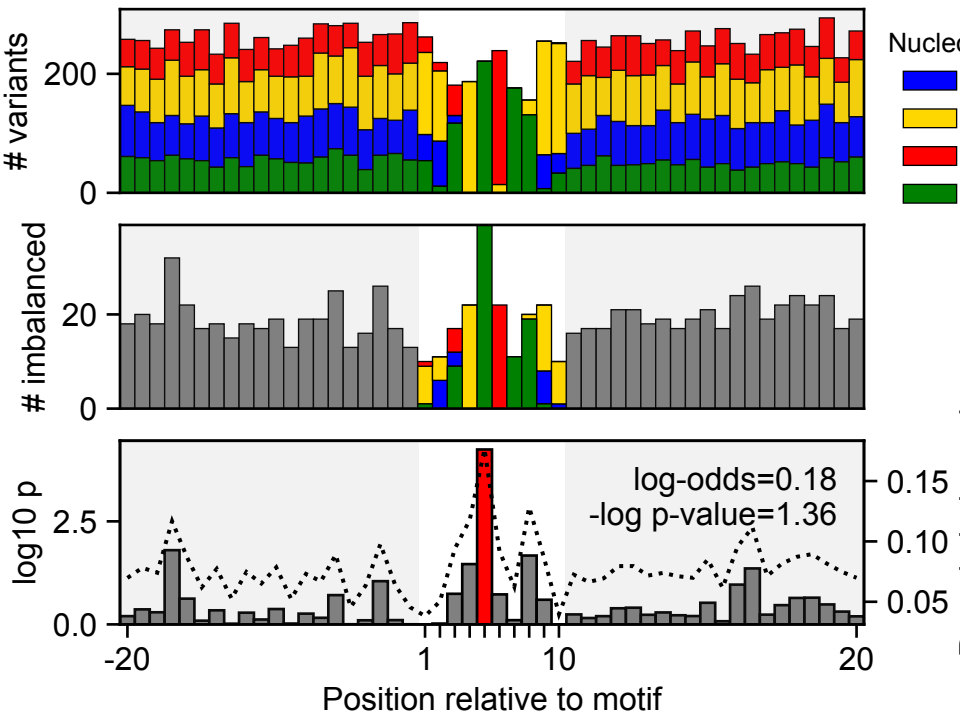 # variants
200
0
Nucleo
# imbalanced
20
0
log10 p
2.5
0.0
log-odds=0.18
-log p-value=1.36
0.15
0.10
0.05
-20
1
10
20
Position relative to motif